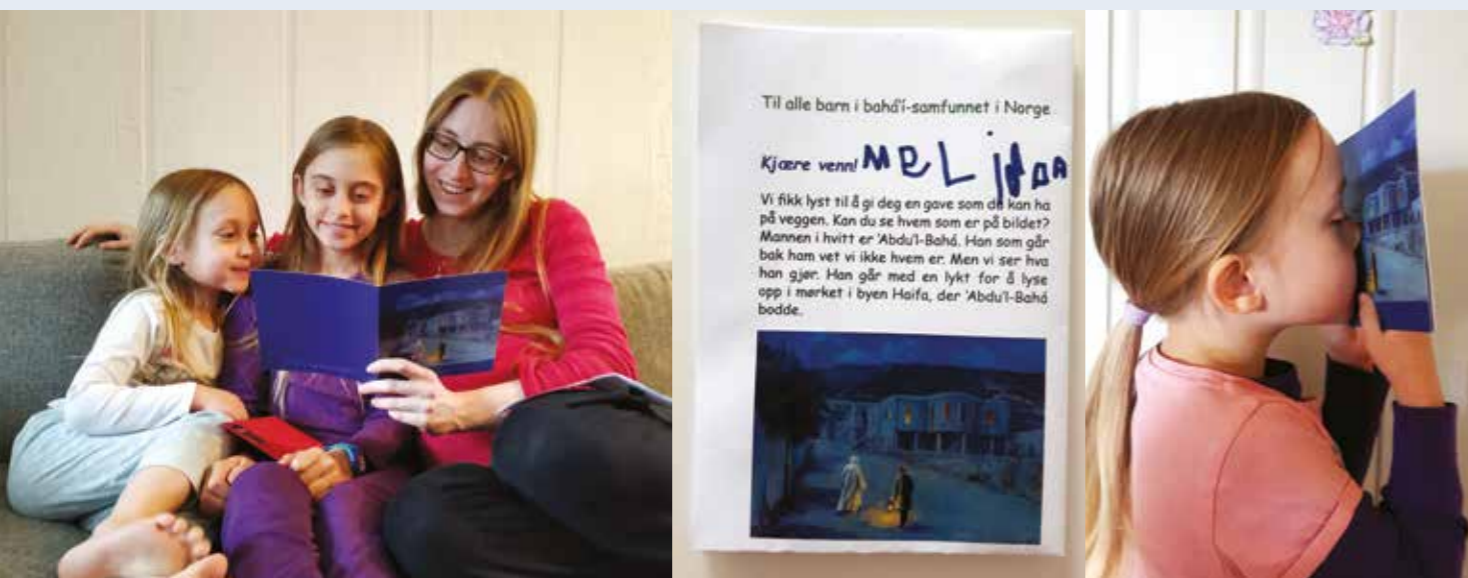 Til alle barn i bahá'í-samfunnet i Norge
Kjære venn!
Vi fikk lyst til å gi deg en gave som du kan ha
på veggen. Kan du se hvem som er på bildet?
Mannen i hvitt er 'Abdu'l-Bahá. Han som går
bak ham vet vi ikke hvem er. Men vi ser hva
han gjør. Han går med en lykt for å lyse
opp i mørket i byen Haifa, der 'Abdu'l-Bahá
bodde.